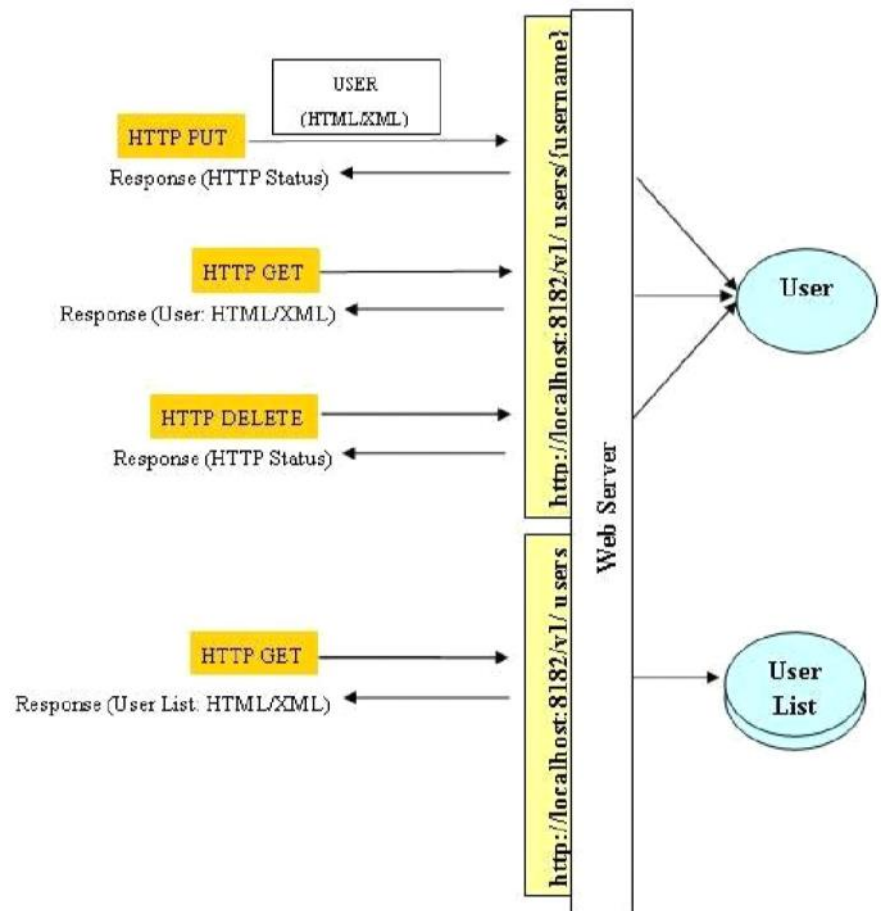 USER
(HTML/XML)
HTTP PUT
Response (HTTP Status)
HTTP GET
Response (User: HTML/XML)
HTTP DELETE
Response (HTTP Status)
http://localhost:8182/v1/users/{username}
Web Server
User
HTTP GET
Response (User List: HTML/XML)
http://localhost:8182/v1/users
User
List